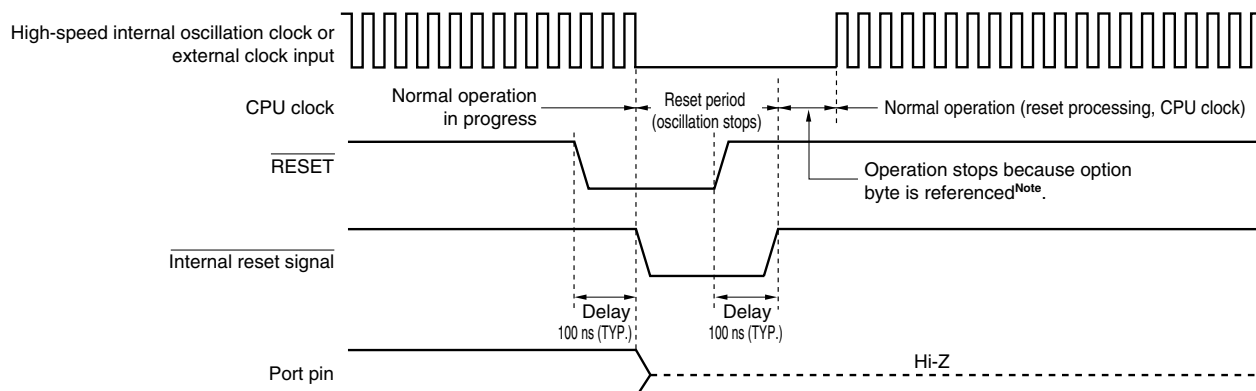 High-speed internal oscillation clock or
external clock input
CPU clock
Normal operation
in progress
Reset period
(oscillation stops)
Normal operation (reset processing, CPU clock)
RESET
Operation stops because option
byte is referencedNote.
Internal reset signal
Delay
100 ns (TYP.)
Delay
100 ns (TYP.)
Port pin
Hi-Z